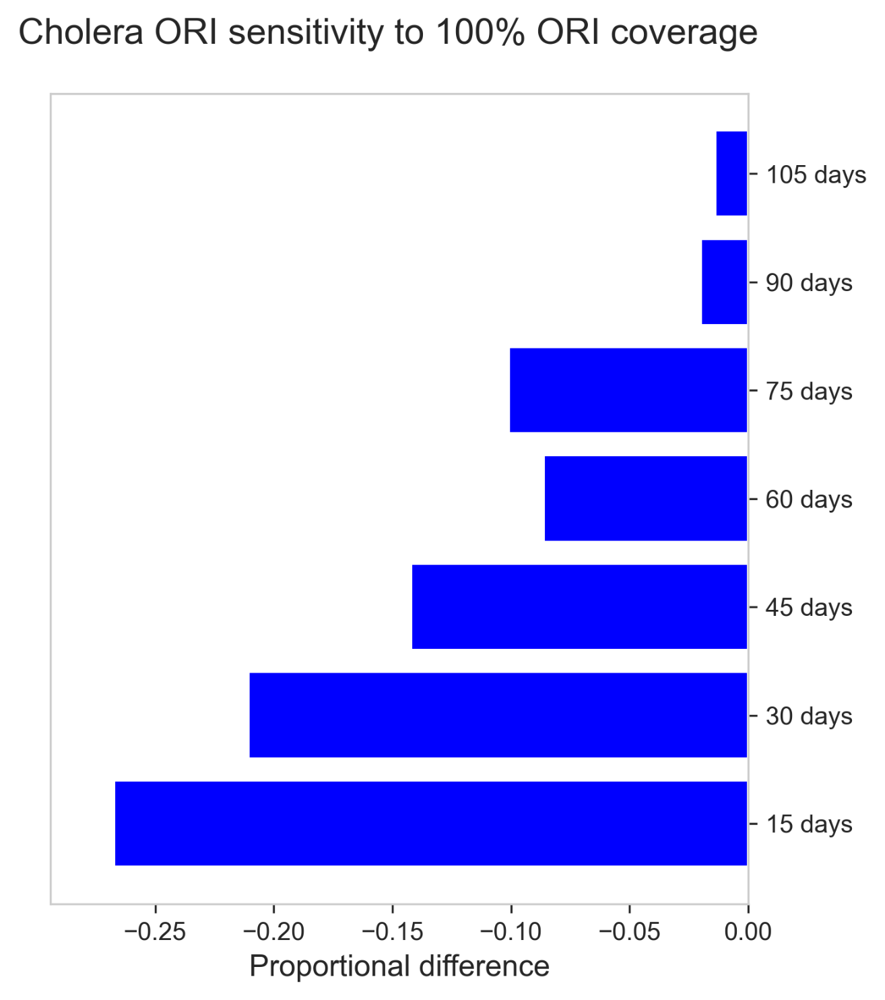 Cholera ORI sensitivity to 100% ORI coverage
105 days
90 days
75 days
60 days
45 days
30 days
15 days
−0.25 −0.20 −0.15 −0.10 −0.05 0.00
Proportional difference